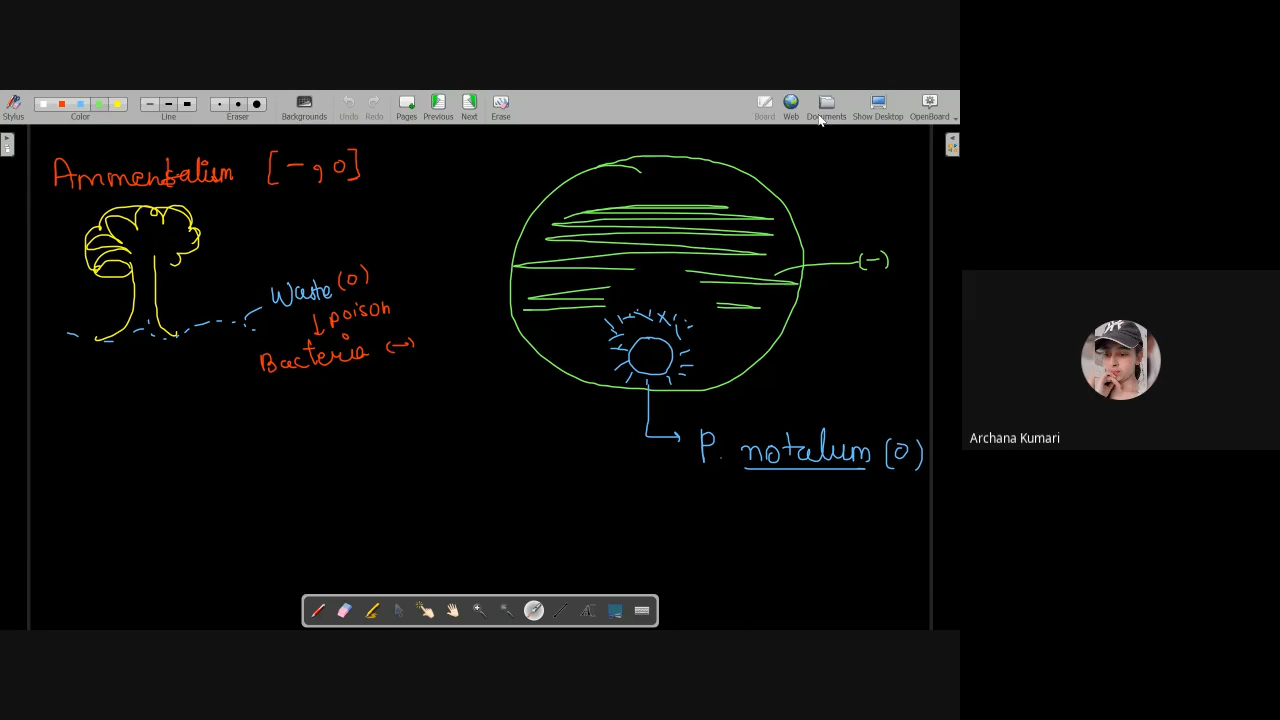 Stylus Color Line Eraser Backgrounds Undo Redo Pages Previous Next Erase Board Web Documents Show Desktop OpenBoard
Ammensalism [-, 0]
Waste (0)
↓ poison
Bacteria (-)
(-)
P. notalum (0)
Archana Kumari